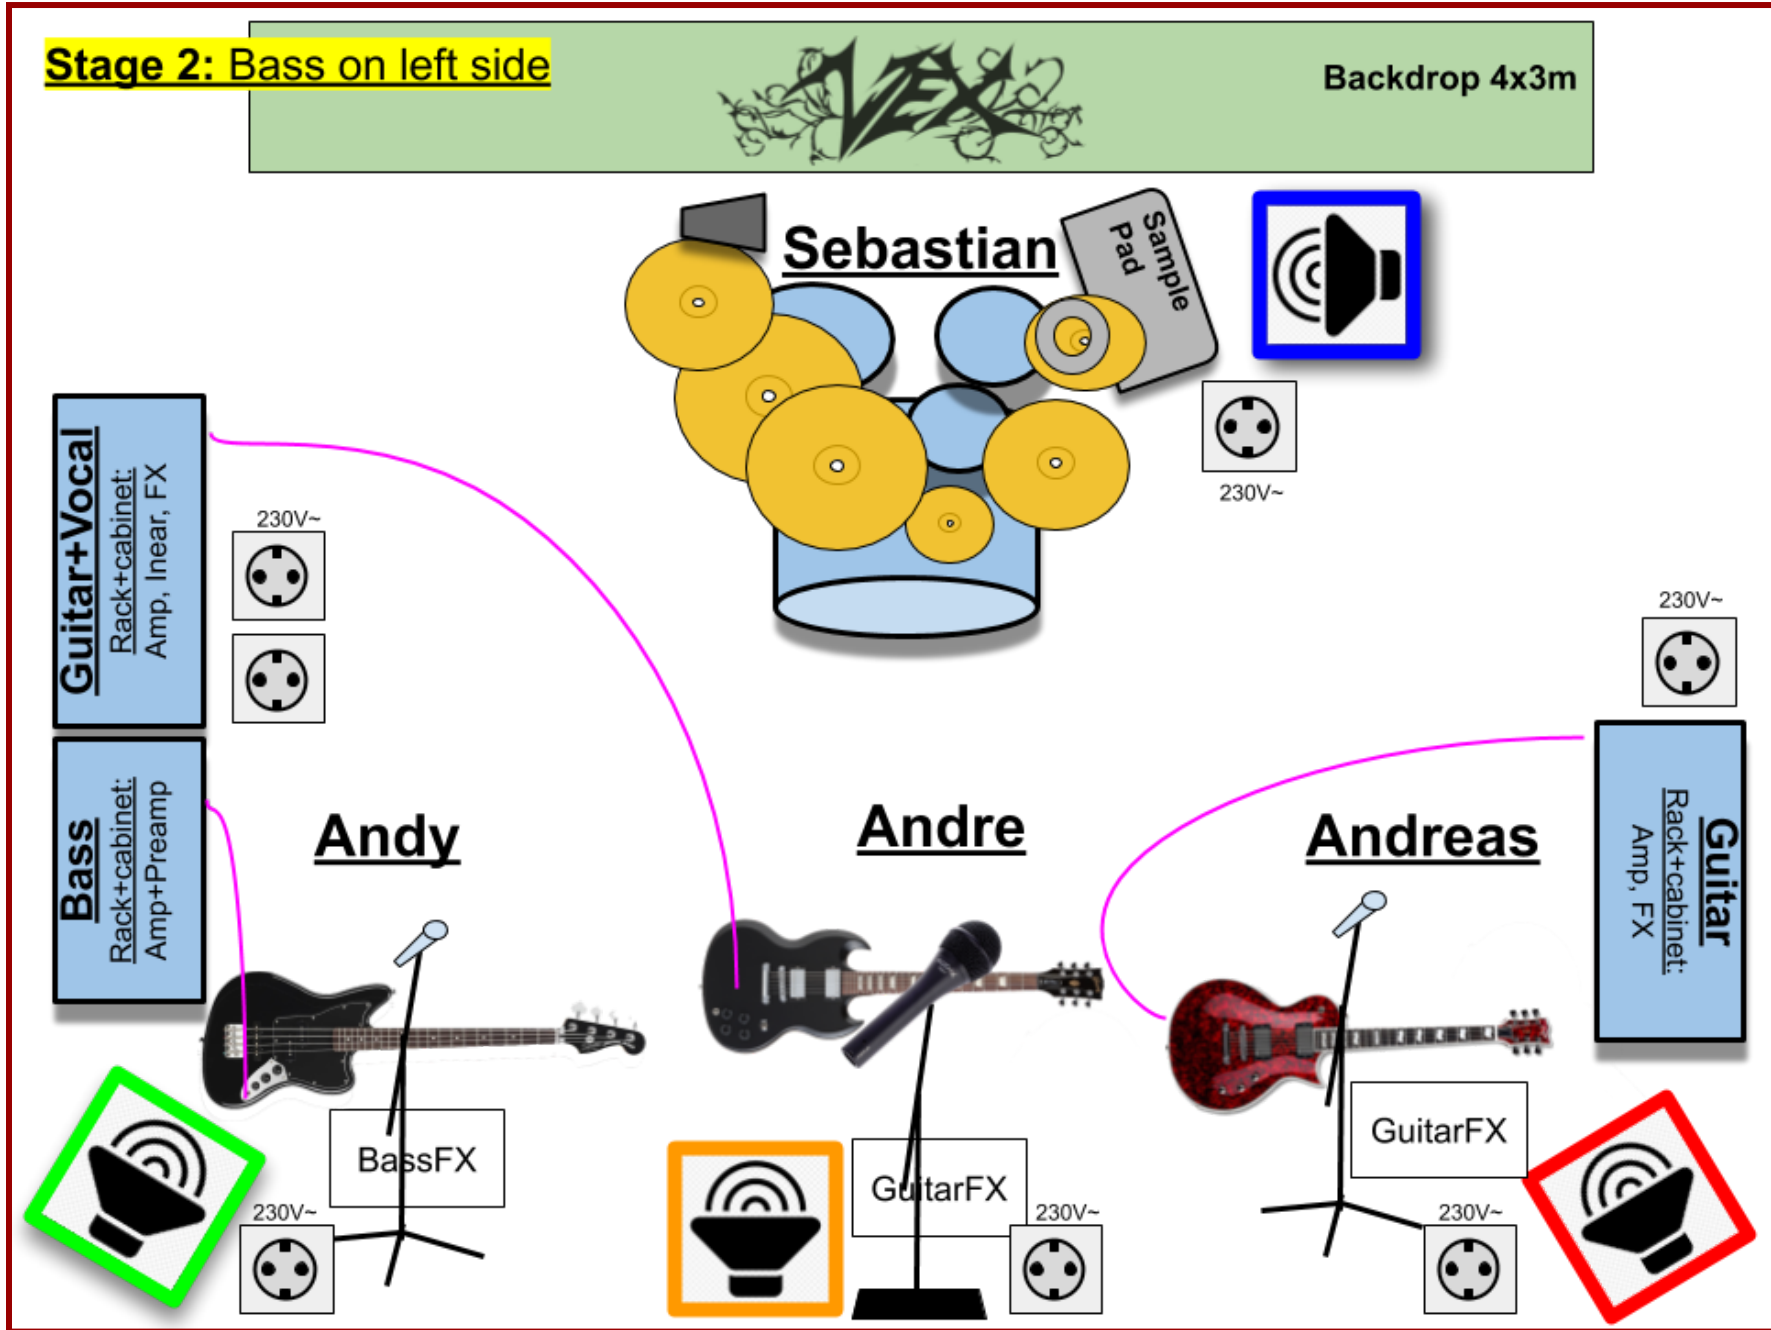 Stage 2: Bass on left side
VEX
Backdrop 4x3m
Sebastian
Sample
Pad
230V~
Guitar+Vocal
Rack+cabinet:
Amp, Inear, FX
230V~
Bass
Rack+cabinet:
Amp+Preamp
230V~
Guitar
Rack+cabinet:
Amp, FX
Andy
Andre
Andreas
BassFX
GuitarFX
GuitarFX
230V~
230V~
230V~